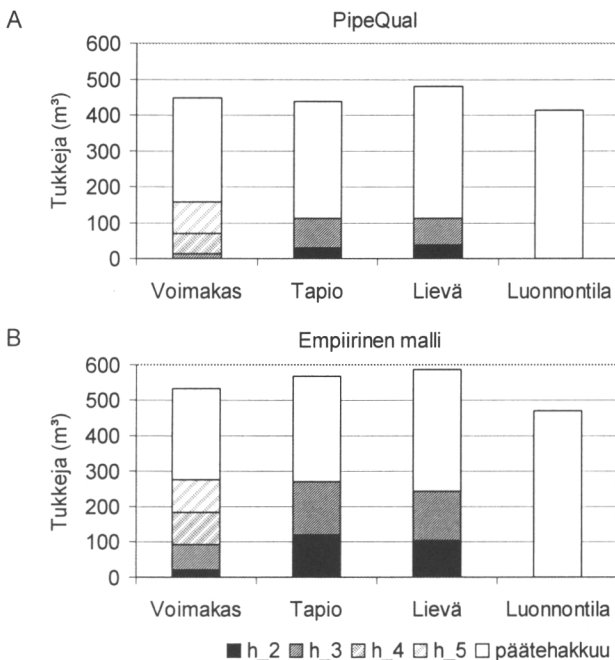 A
PipeQual
Tukkeja (m³)
600
500
400
300
200
100
0
Voimakas Tapio Lievä Luonnontila
B
Empiirinen malli
Tukkeja (m³)
600
500
400
300
200
100
0
Voimakas Tapio Lievä Luonnontila
h_2 h_3 h_4 h_5 päätehakkuu